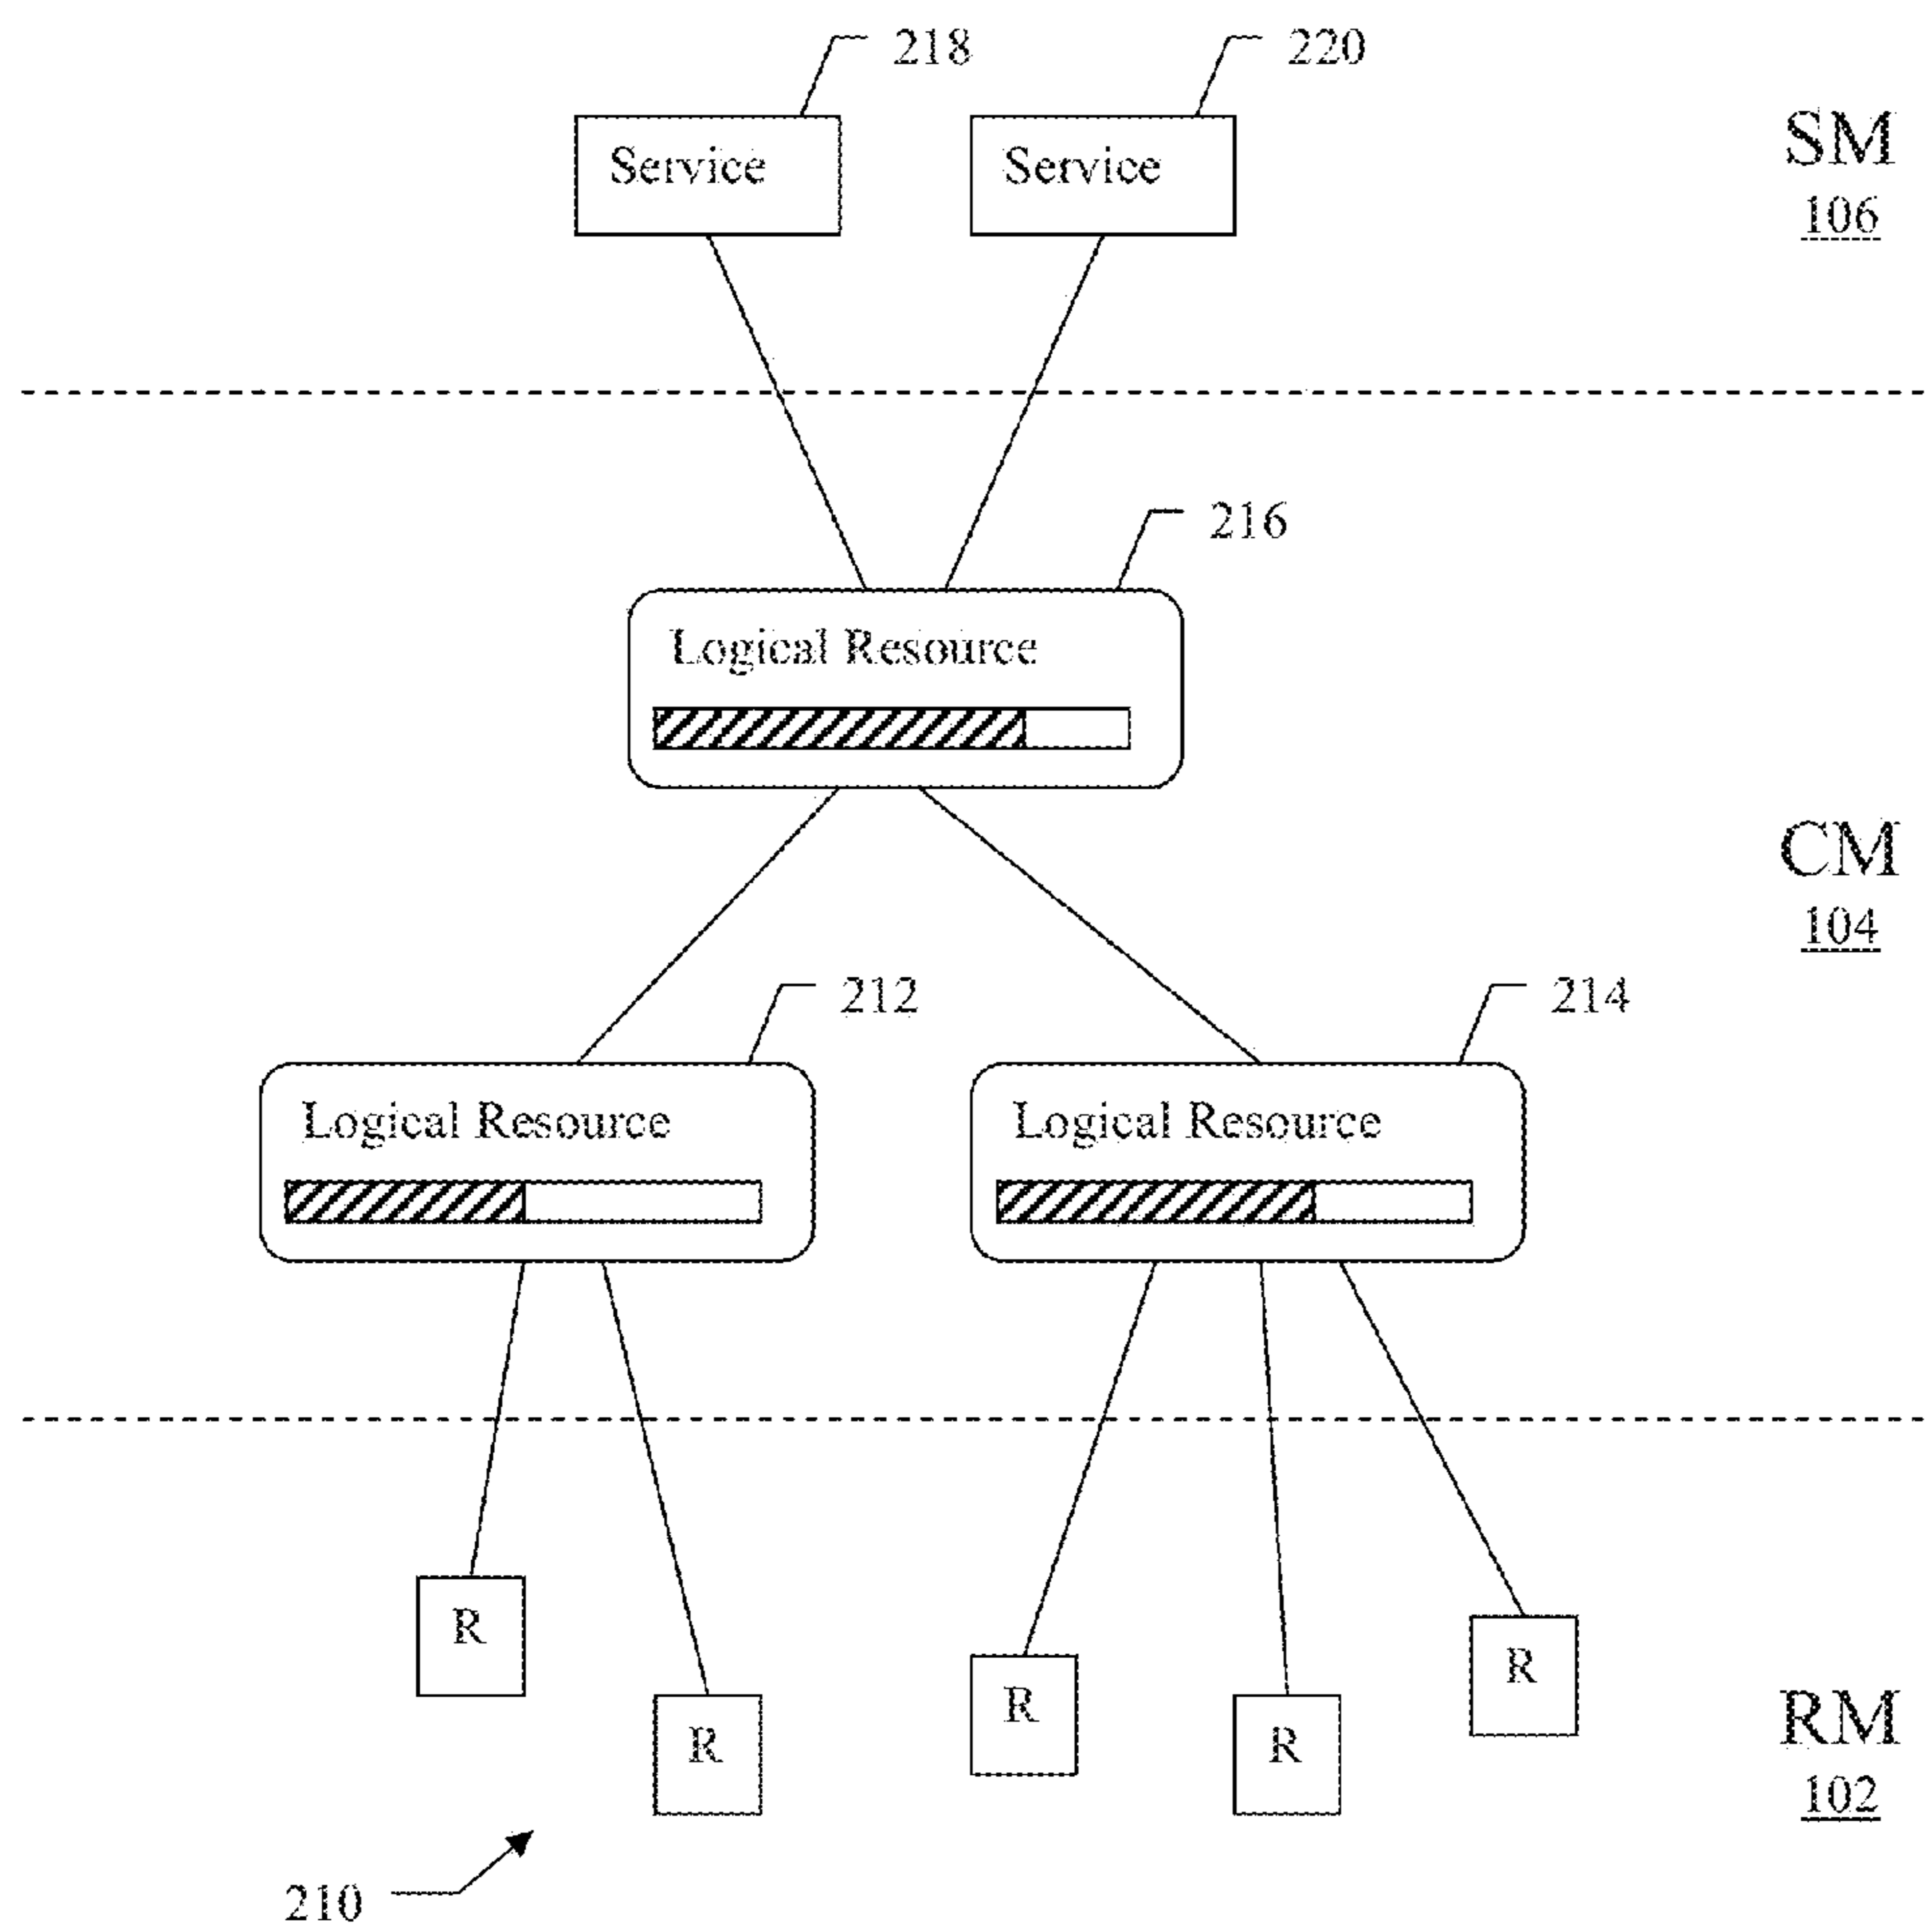 218
220
Service
Service
SM
106
216
Logical Resource
CM
104
212
214
Logical Resource
Logical Resource
R
R
R
R
R
RM
102
210